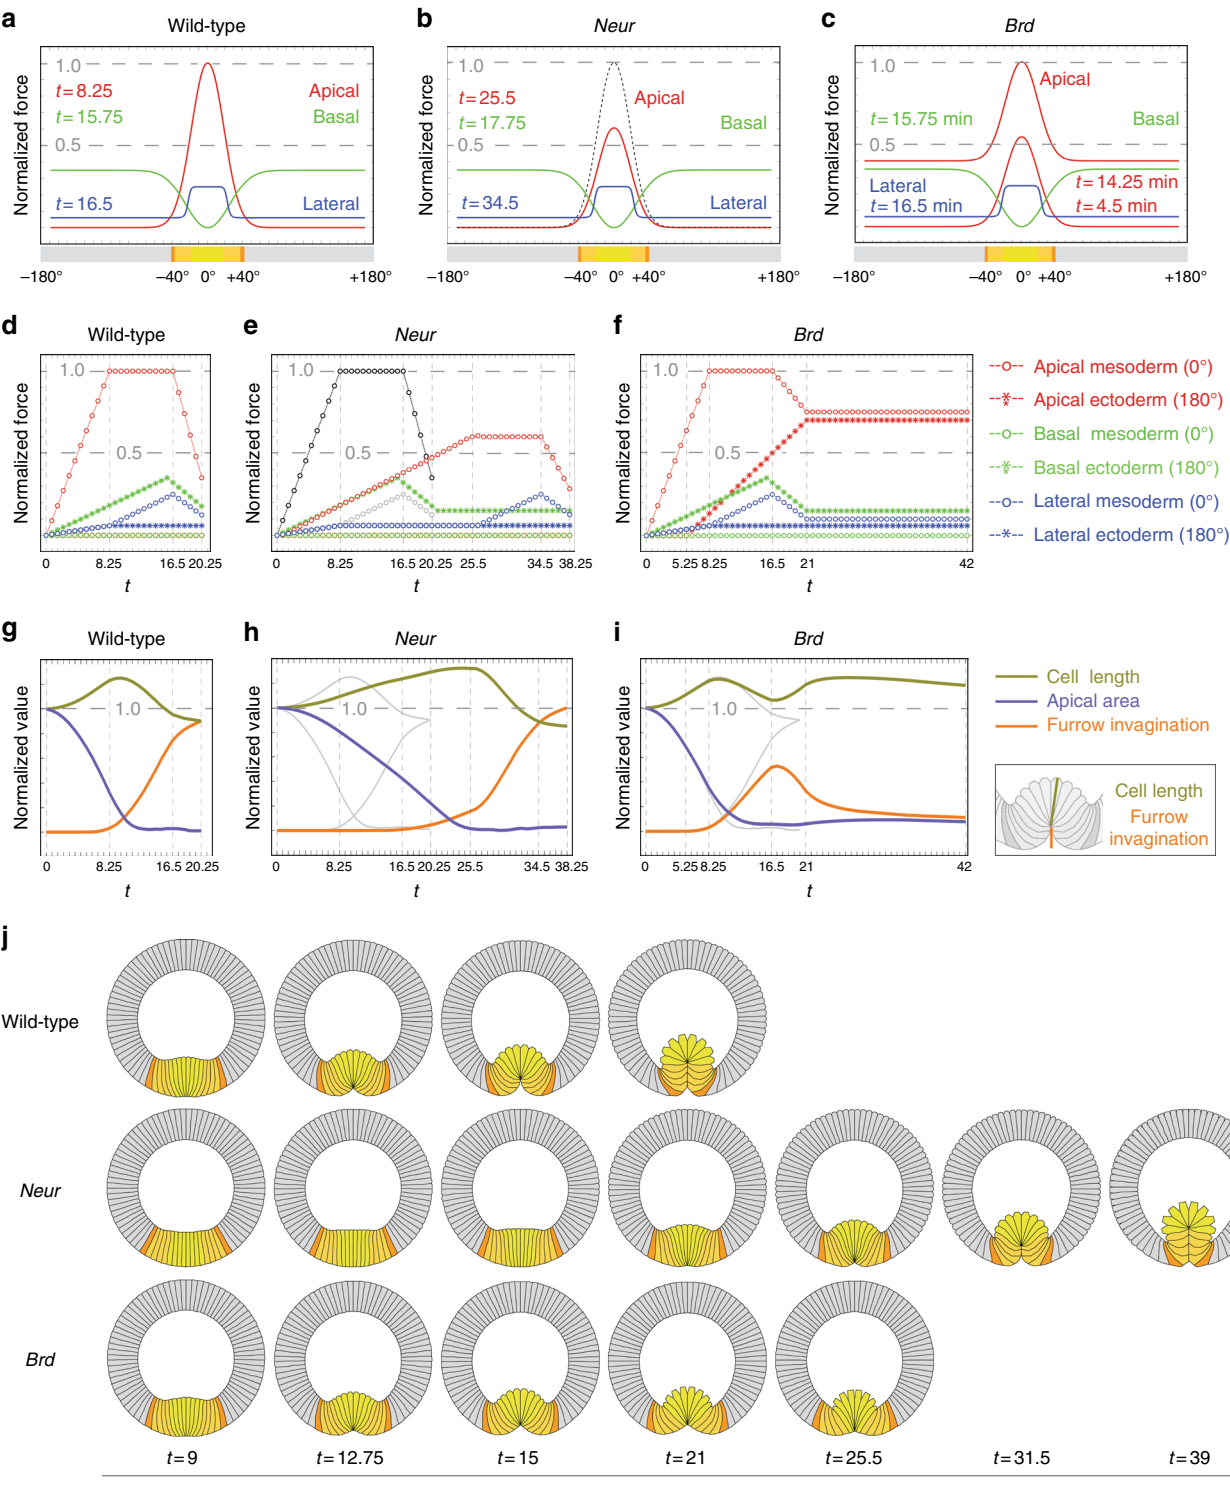 a
Wild-type
Normalized force
1.0
0.5
t=8.25
t=15.75
t=16.5
Apical
Basal
Lateral
–180° –40° 0° +40° +180°
b
Neur
Normalized force
1.0
0.5
t=25.5
t=17.75
t=34.5
Apical
Basal
Lateral
–180° –40° 0° +40° +180°
c
Brd
Normalized force
1.0
0.5
Apical
t=15.75 min
Basal
Lateral
t=16.5 min
t=14.25 min
t=4.5 min
–180° –40° 0° +40° +180°
d
Wild-type
Normalized force
1.0
0.5
0 8.25 16.5 20.25
t
e
Neur
Normalized force
1.0
0.5
0 8.25 16.5 20.25 25.5 34.5 38.25
t
f
Brd
Normalized force
1.0
0.5
0 5.25 8.25 16.5 21 42
t
Apical mesoderm (0°)
Apical ectoderm (180°)
Basal mesoderm (0°)
Basal ectoderm (180°)
Lateral mesoderm (0°)
Lateral ectoderm (180°)
g
Wild-type
Normalized value
1.0
0 8.25 16.5 20.25
t
h
Neur
Normalized value
1.0
0 8.25 16.5 20.25 25.5 34.5 38.25
t
i
Brd
Normalized value
1.0
0 5.25 8.25 16.5 21 42
t
Cell length
Apical area
Furrow invagination
Cell length
Furrow
invagination
j
Wild-type
Neur
Brd
t=9 t=12.75 t=15 t=21 t=25.5 t=31.5 t=39